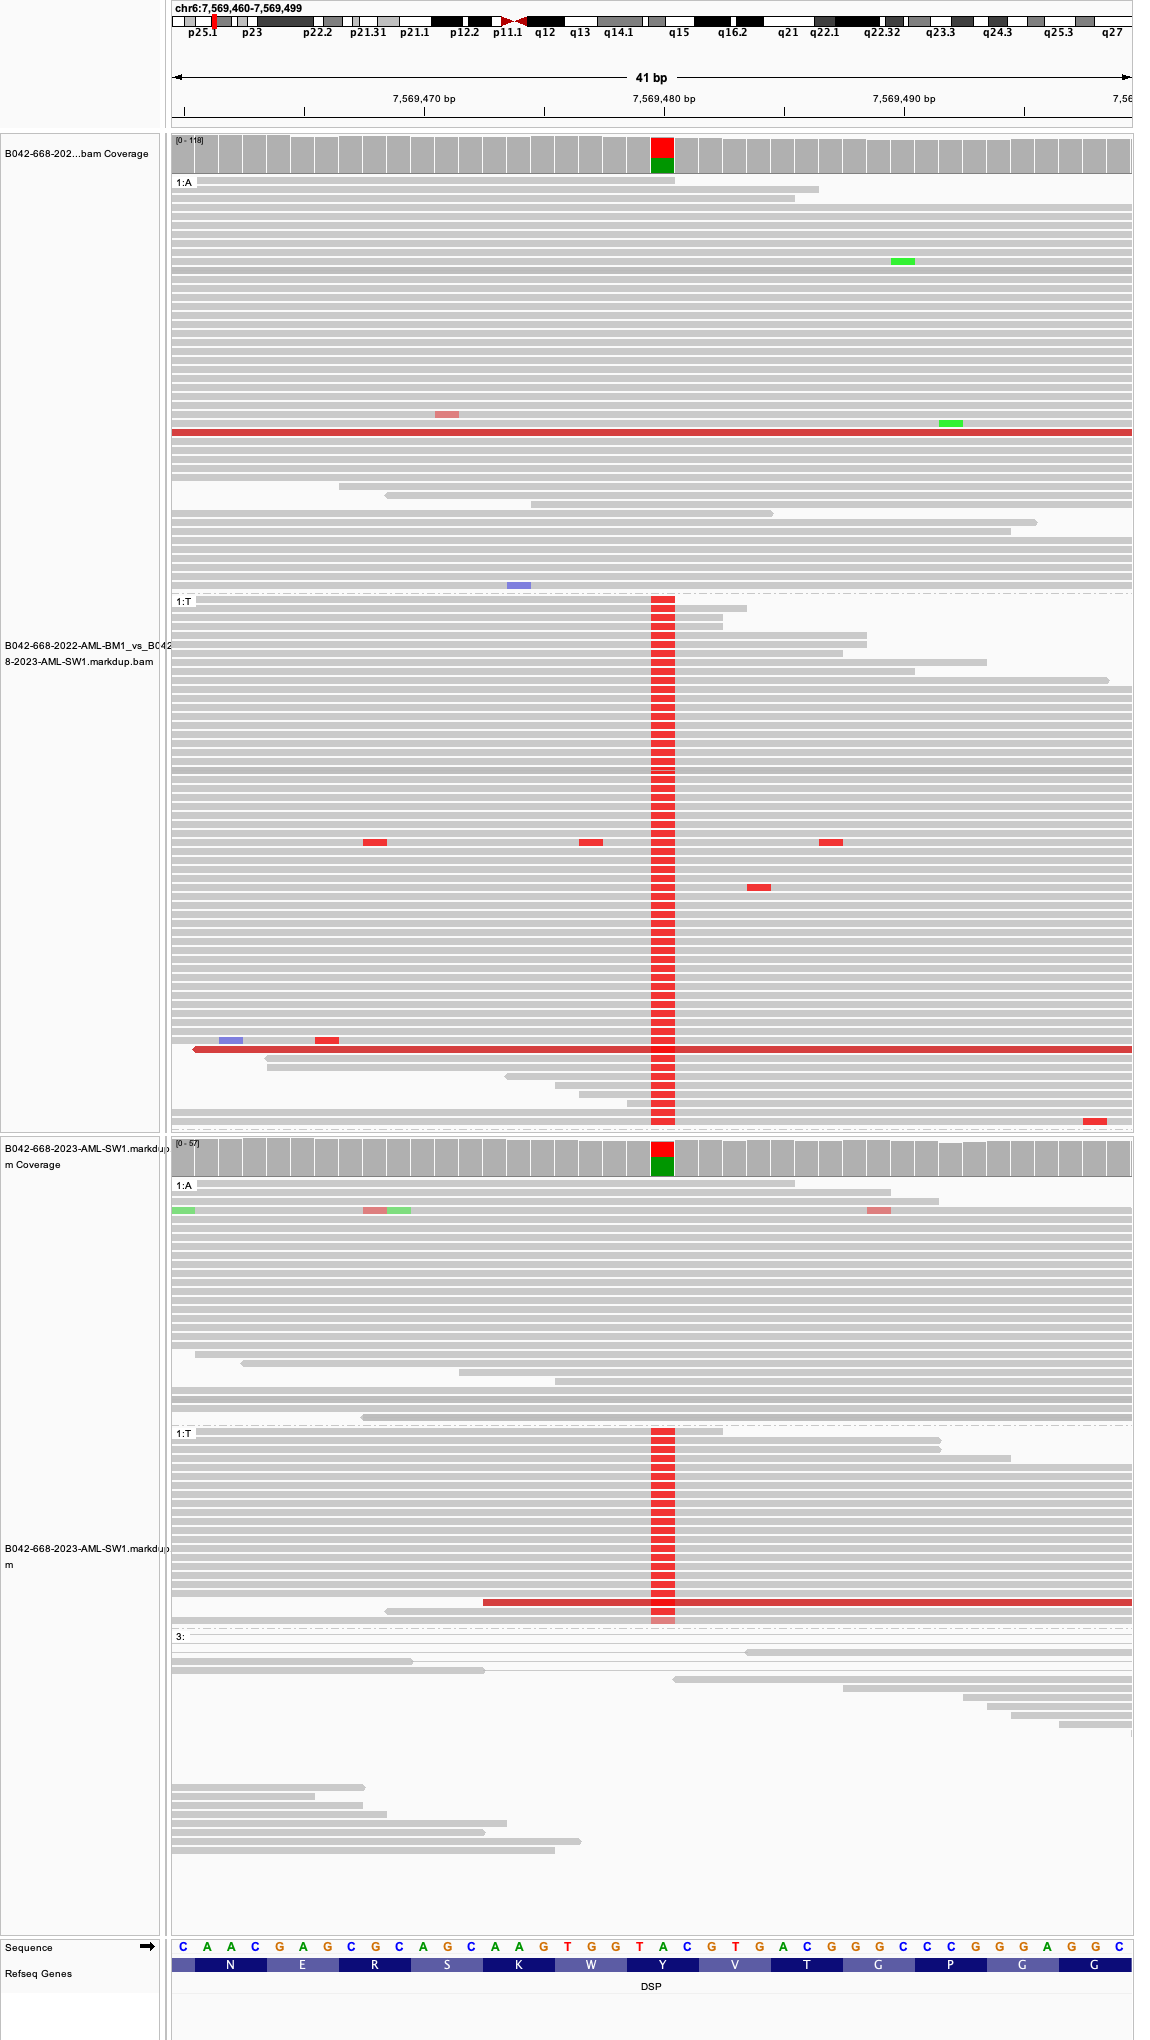 chr6:7,569,460-7,569,499
p25.1 p23 p22.2 p21.31 p21.1 p12.2 p11.1 q12 q13 q14.1 q15 q16.2 q21 q22.1 q22.32 q23.3 q24.3 q25.3 q27
41 bp
7,569,470 bp 7,569,480 bp 7,569,490 bp 7,56
B042-668-202...bam Coverage
[0 - 118]
1:A
1:T
B042-668-2022-AML-BM1_vs_B042
8-2023-AML-SW1.markdup.bam
B042-668-2023-AML-SW1.markdup
m Coverage
[0 - 57]
1:A
1:T
B042-668-2023-AML-SW1.markdup
m
3:
Sequence
C A A C G A G C G C A G C A A G T G G T A C G T G A C G G G C C C G G G A G G C
Refseq Genes
N E R S K W Y V T G P G G
DSP